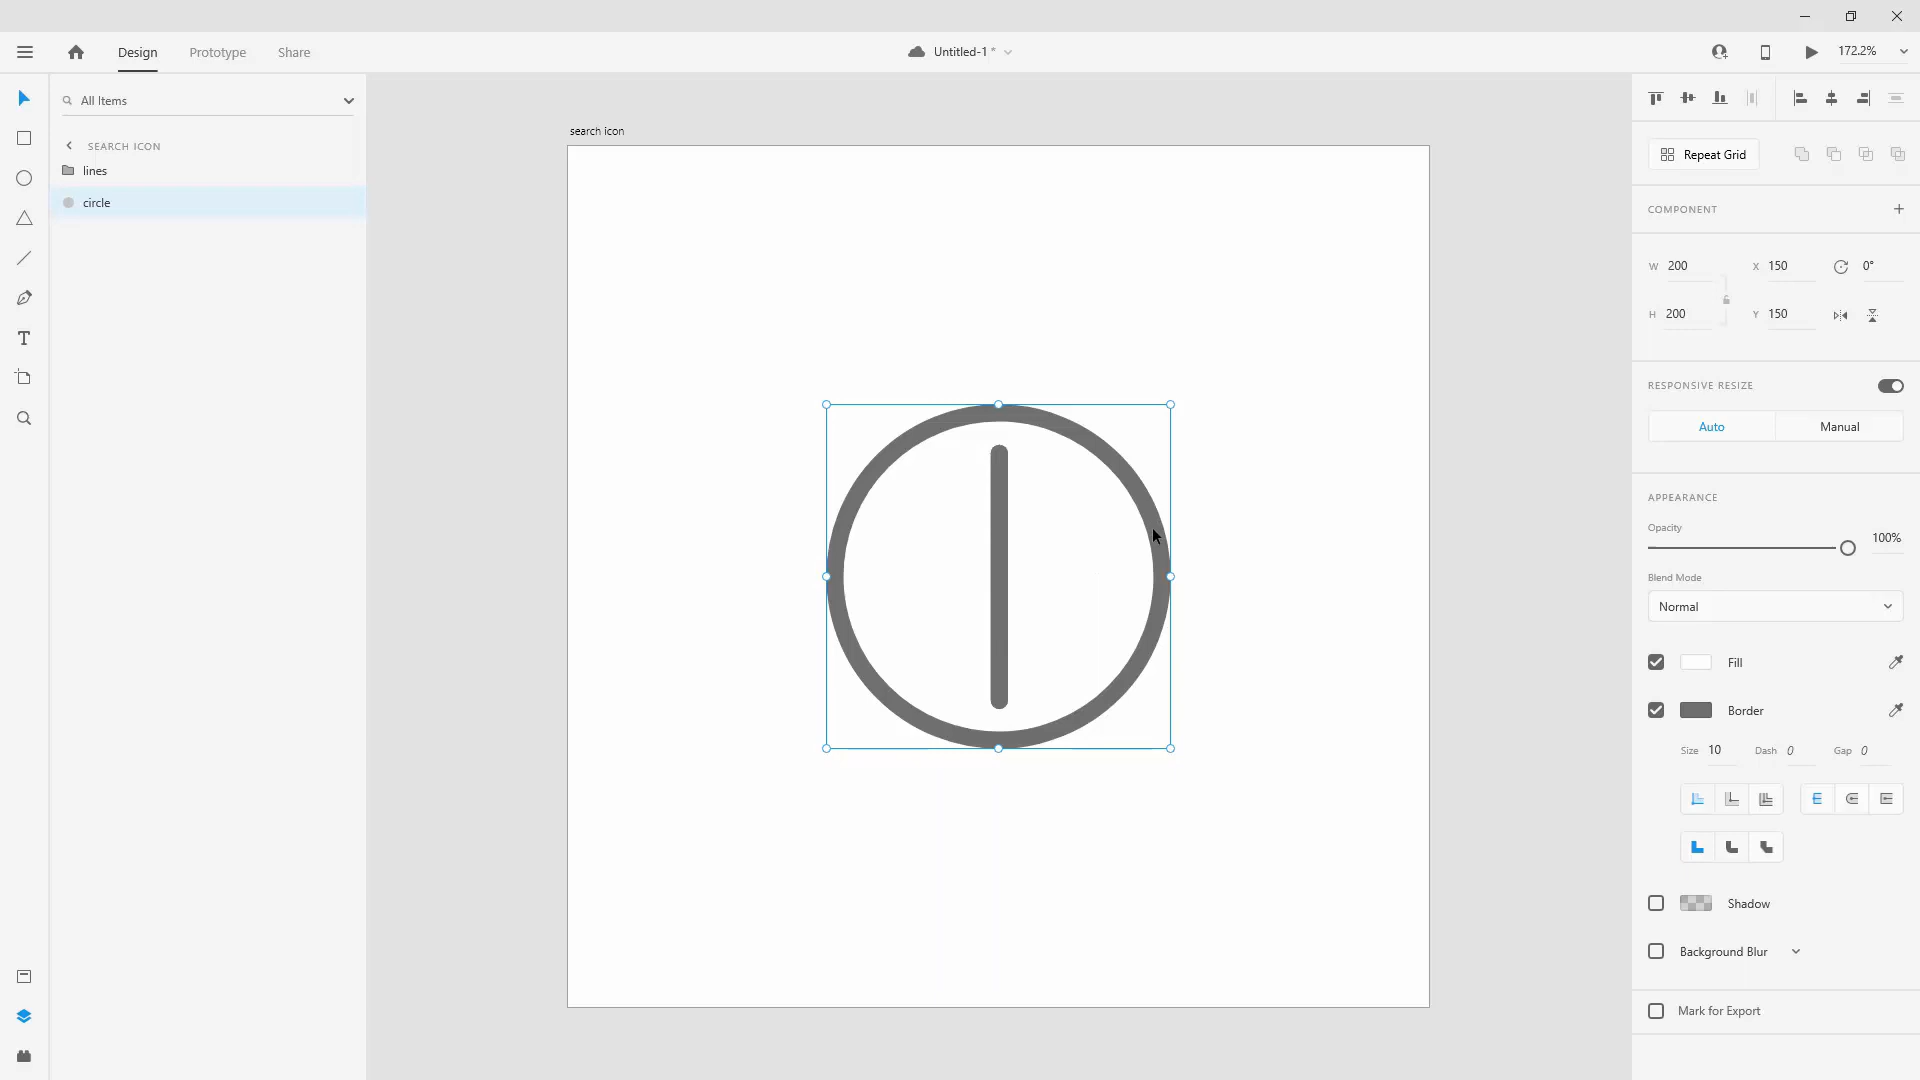 Design
Prototype
Share
Untitled-1 *
172.2%
All Items
SEARCH ICON
lines
circle
search icon
Repeat Grid
COMPONENT
W 200
X 150
0°
H 200
Y 150
RESPONSIVE RESIZE
Auto
Manual
APPEARANCE
Opacity
100%
Blend Mode
Normal
Fill
Border
Size 10
Dash 0
Gap 0
Shadow
Background Blur
Mark for Export